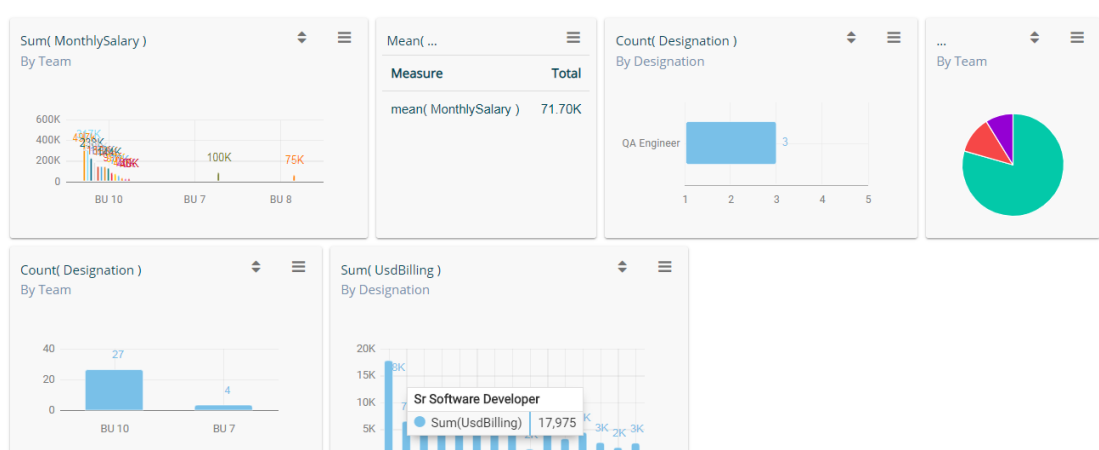 Sum( MonthlySalary )
By Team
600K
400K
200K
0
100K
75K
BU 10
BU 7
BU 8
Mean( ...
Measure Total
mean( MonthlySalary ) 71.70K
Count( Designation )
By Designation
QA Engineer
3
1 2 3 4 5
...
By Team
Count( Designation )
By Team
40
20
0
27
4
BU 10
BU 7
Sum( UsdBilling )
By Designation
20K
15K
10K
5K
Sr Software Developer
Sum(UsdBilling) 17,975
3K
2K
3K